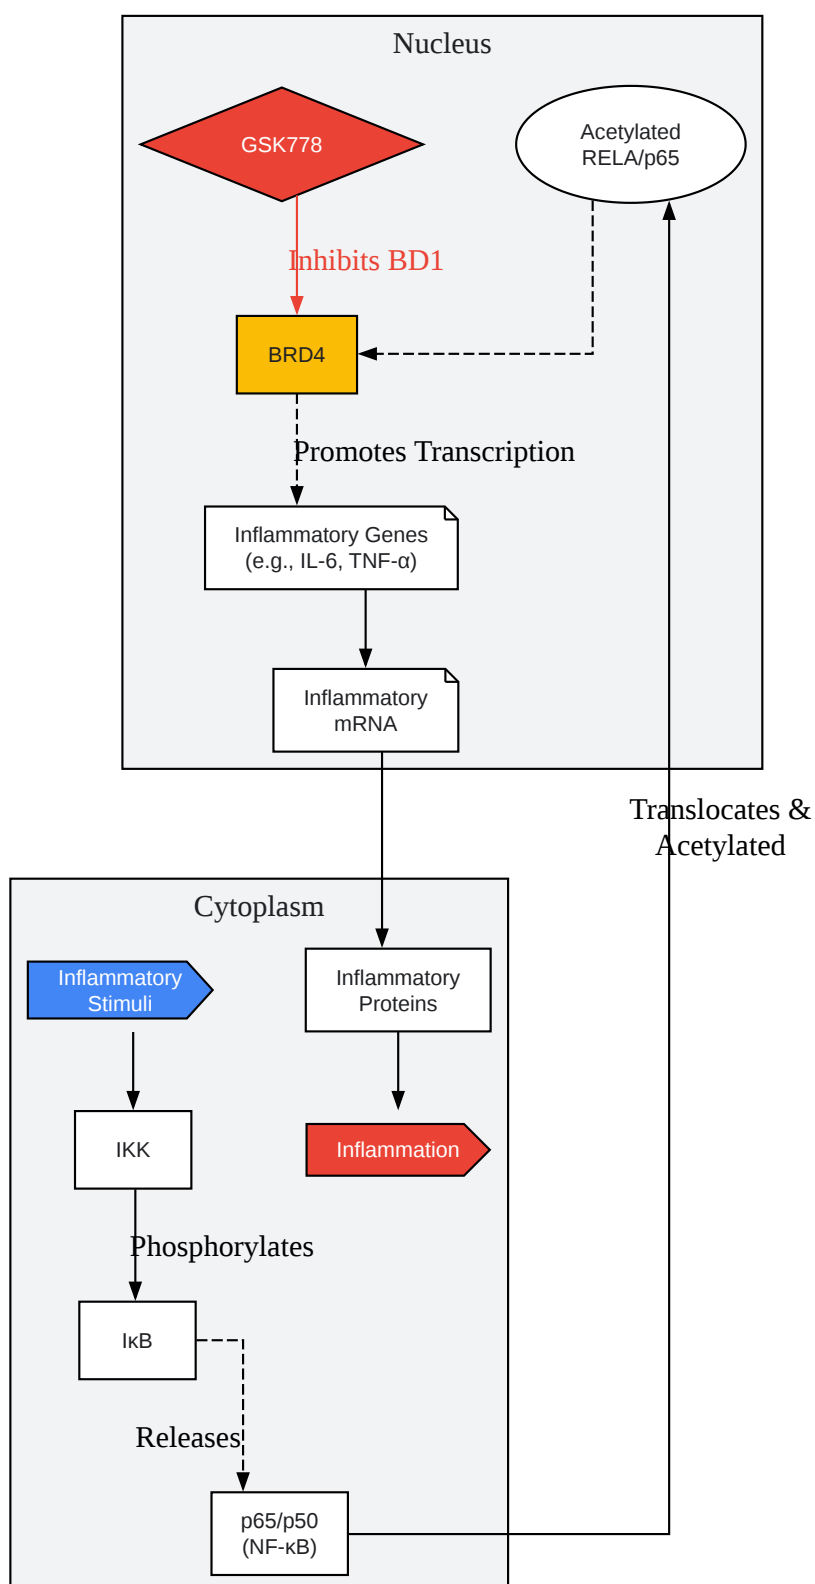 Nucleus
GSK778
Acetylated
RELA/p65
Inhibits BD1
BRD4
Promotes Transcription
Inflammatory Genes
(e.g., IL-6, TNF-α)
Inflammatory
mRNA
Translocates &
Acetylated
Cytoplasm
Inflammatory
Stimuli
Inflammatory
Proteins
IKK
Inflammation
Phosphorylates
IκB
Releases
p65/p50
(NF-κB)